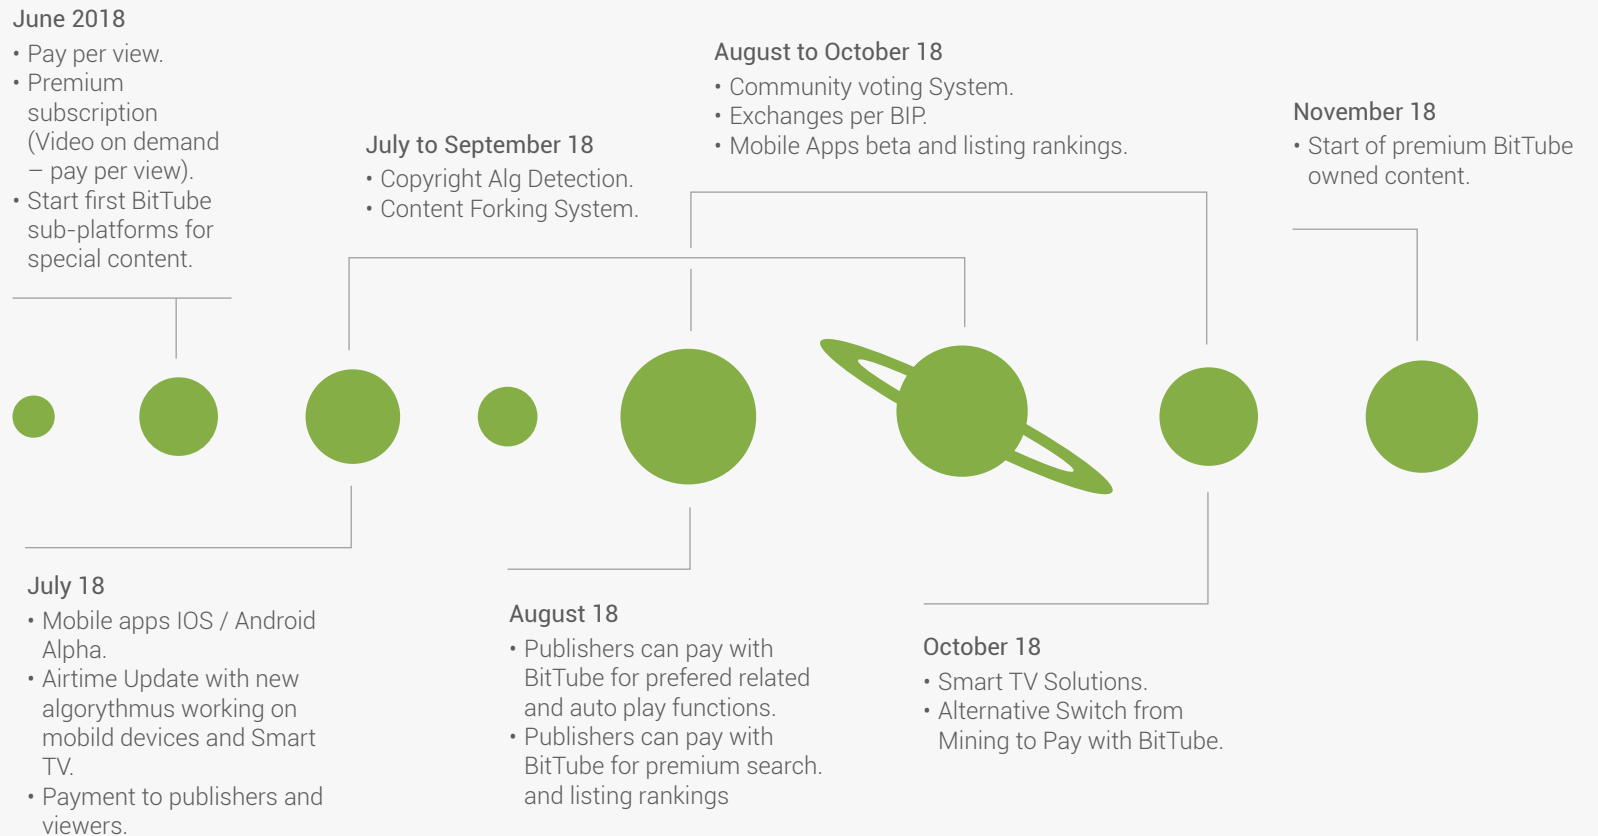 June 2018
• Pay per view.
• Premium
subscription
(Video on demand
– pay per view).
• Start first BitTube
sub-platforms for
special content.
July to September 18
• Copyright Alg Detection.
• Content Forking System.
August to October 18
• Community voting System.
• Exchanges per BIP.
• Mobile Apps beta and listing rankings.
November 18
• Start of premium BitTube
owned content.
July 18
• Mobile apps IOS / Android
Alpha.
• Airtime Update with new
algorythmus working on
mobild devices and Smart
TV.
• Payment to publishers and
viewers.
August 18
• Publishers can pay with
BitTube for prefered related
and auto play functions.
• Publishers can pay with
BitTube for premium search.
and listing rankings
October 18
• Smart TV Solutions.
• Alternative Switch from
Mining to Pay with BitTube.